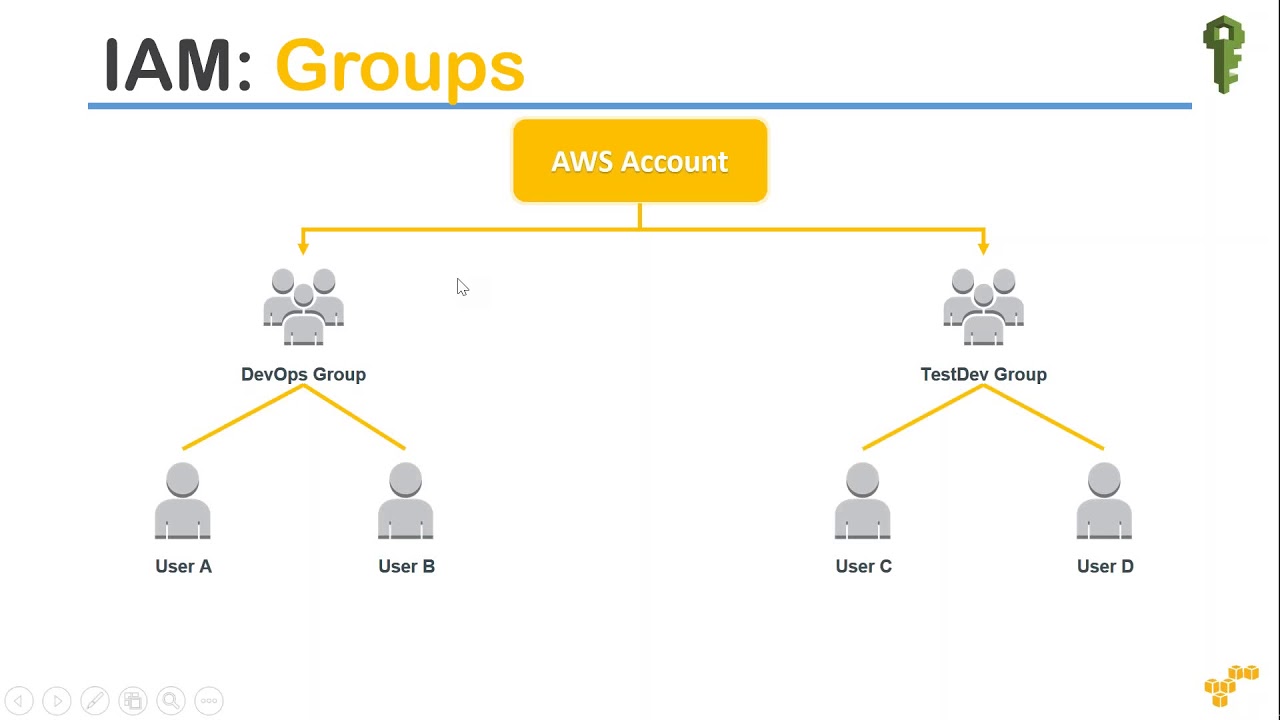 IAM: Groups
AWS Account
DevOps Group
TestDev Group
User A
User B
User C
User D